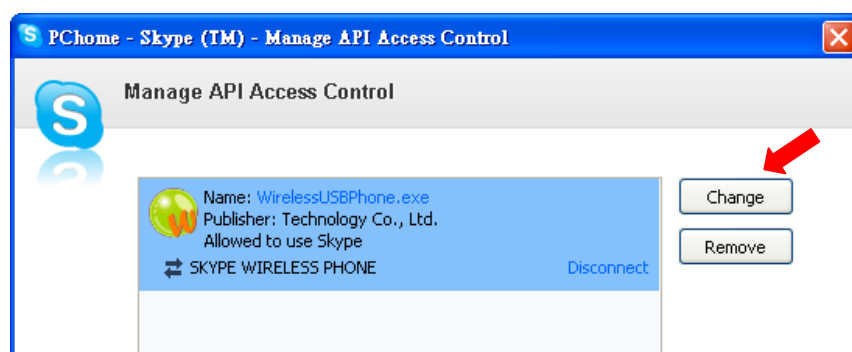 PChome - Skype (TM) - Manage API Access Control
Manage API Access Control
Name: WirelessUSBPhone.exe
Publisher: Technology Co., Ltd.
Allowed to use Skype
SKYPE WIRELESS PHONE Disconnect
Change
Remove